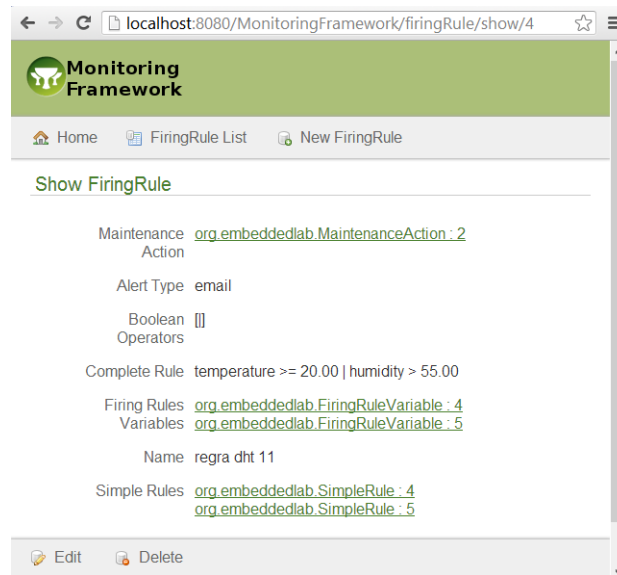 localhost:8080/MonitoringFramework/firingRule/show/4
Monitoring
Framework
Home FiringRule List New FiringRule
Show FiringRule
Maintenance Action org.embeddedlab.MaintenanceAction : 2
Alert Type email
Boolean Operators [|]
Complete Rule temperature >= 20.00 | humidity > 55.00
Firing Rules Variables org.embeddedlab.FiringRuleVariable : 4
org.embeddedlab.FiringRuleVariable : 5
Name regra dht 11
Simple Rules org.embeddedlab.SimpleRule : 4
org.embeddedlab.SimpleRule : 5
Edit Delete